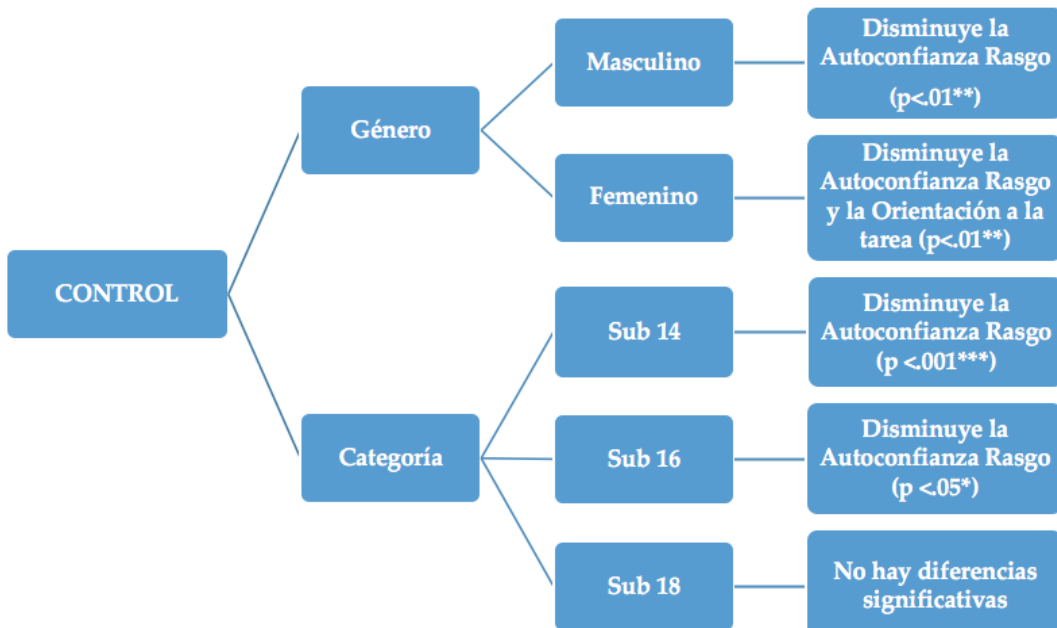 CONTROL
Género
Masculino
Disminuye la
Autoconfianza Rasgo
(p<.01**)
Femenino
Disminuye la
Autoconfianza Rasgo
y la Orientación a la
tarea (p<.01**)
Categoría
Sub 14
Disminuye la
Autoconfianza Rasgo
(p <.001***)
Sub 16
Disminuye la
Autoconfianza Rasgo
(p <.05*)
Sub 18
No hay diferencias
significativas